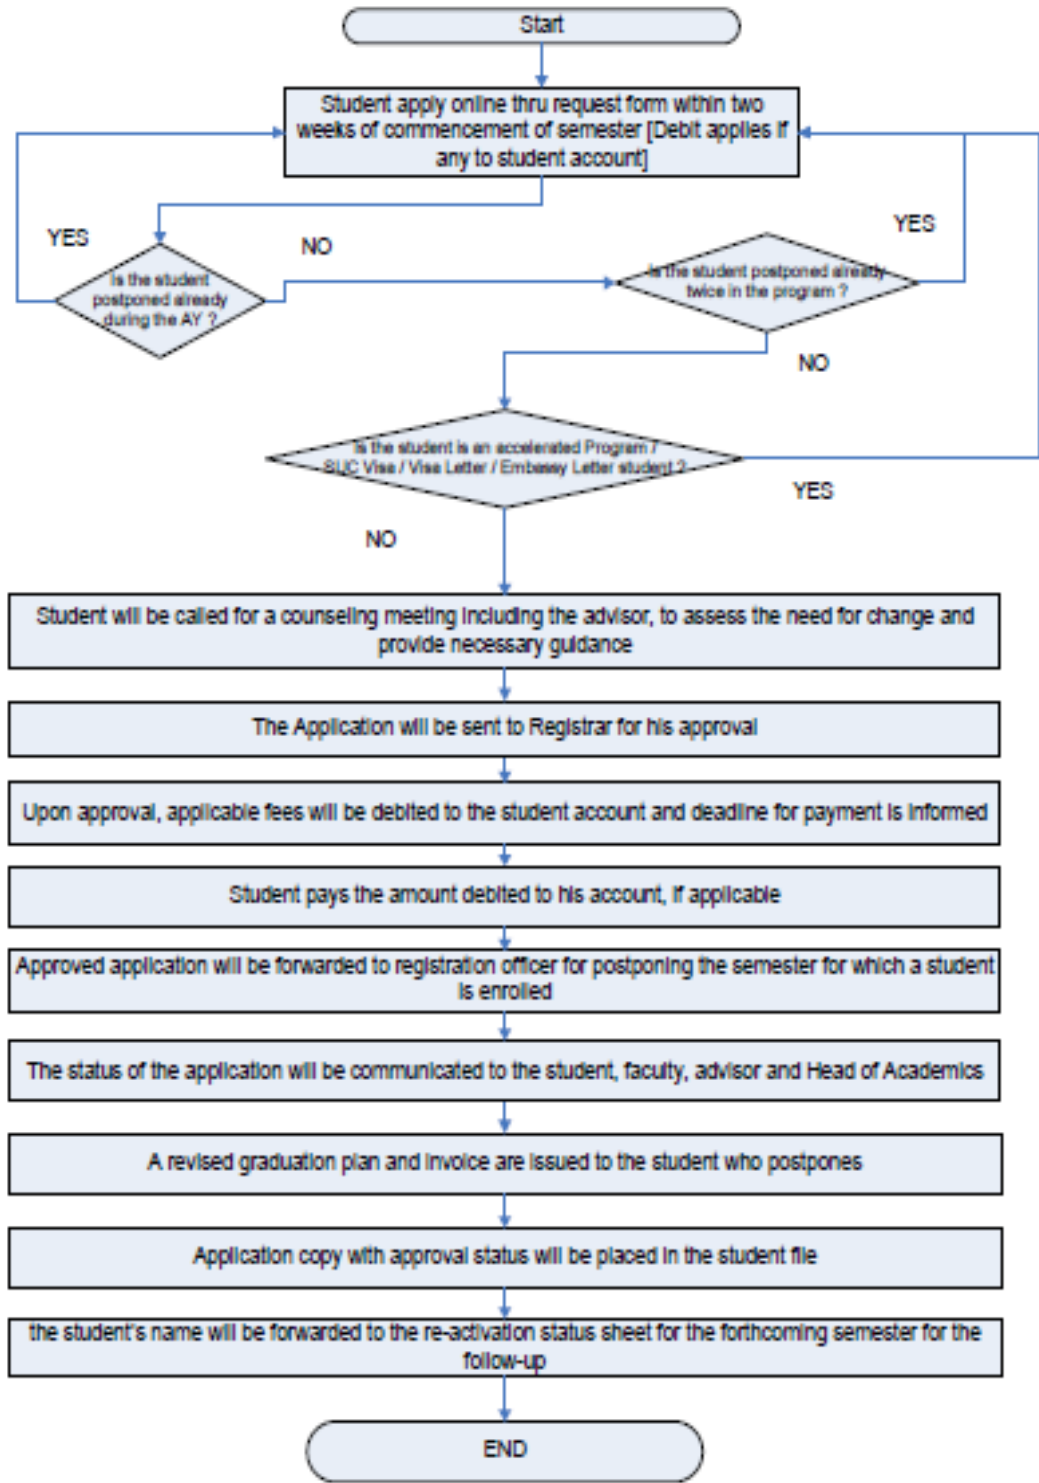 Start
Student apply online thru request form within two
weeks of commencement of semester [Debit applies if
any to student account]
YES
NO
YES
Is the student
postponed already
during the AY ?
Is the student postponed already
twice in the program ?
NO
Is the student is an accelerated Program /
SUC Visa / Visa Letter / Embassy Letter student ?
YES
NO
Student will be called for a counseling meeting including the advisor, to assess the need for change and
provide necessary guidance
The Application will be sent to Registrar for his approval
Upon approval, applicable fees will be debited to the student account and deadline for payment is informed
Student pays the amount debited to his account, if applicable
Approved application will be forwarded to registration officer for postponing the semester for which a student
is enrolled
The status of the application will be communicated to the student, faculty, advisor and Head of Academics
A revised graduation plan and invoice are issued to the student who postpones
Application copy with approval status will be placed in the student file
the student's name will be forwarded to the re-activation status sheet for the forthcoming semester for the
follow-up
END